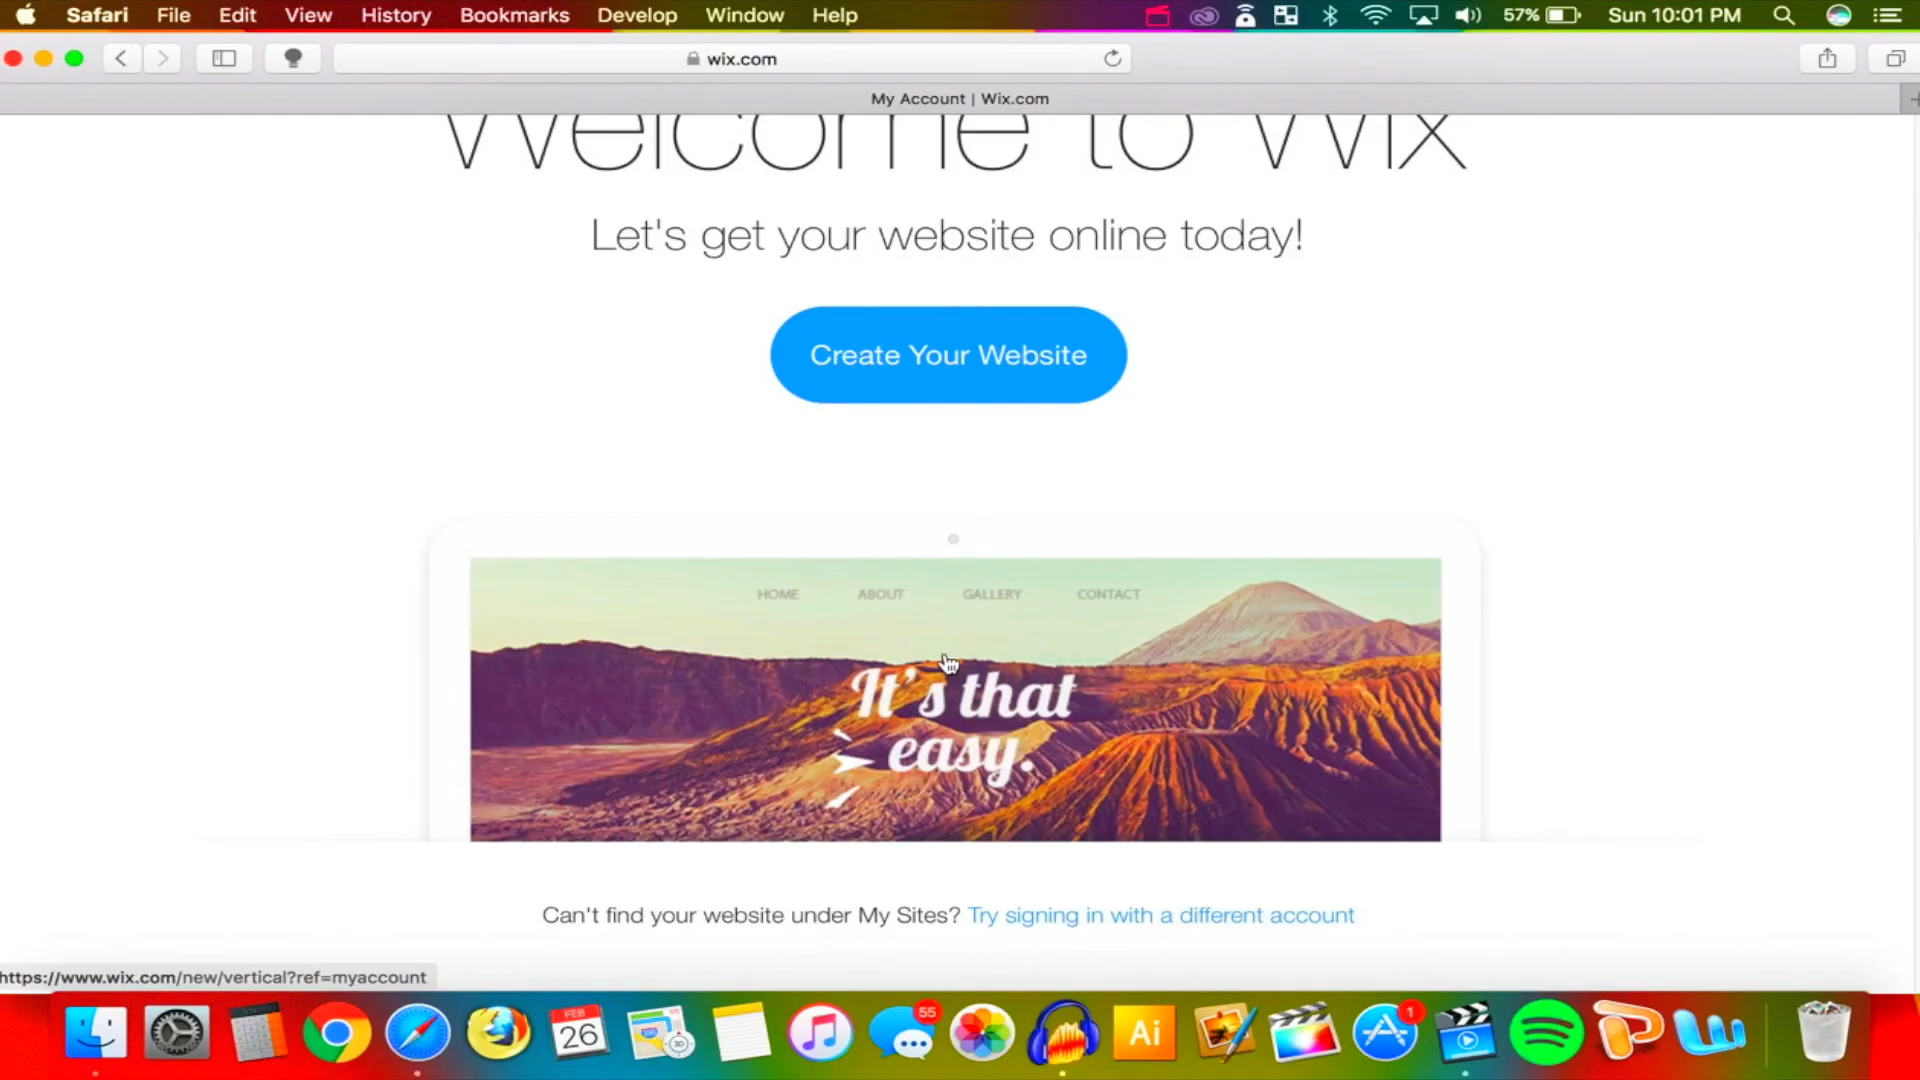 Safari File Edit View History Bookmarks Develop Window Help 57% Sun 10:01 PM
wix.com
My Account | Wix.com
Welcome to Wix
Let's get your website online today!
Create Your Website
HOME ABOUT GALLERY CONTACT
It's that
easy.
Can't find your website under My Sites? Try signing in with a different account
https://www.wix.com/new/vertical?ref=myaccount
FEB
26
55
Ai
1